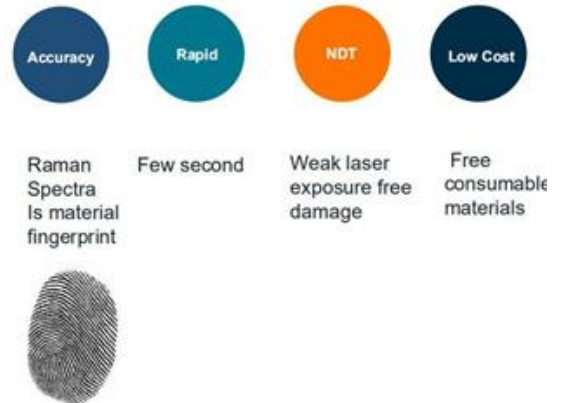 Accuracy
Rapid
NDT
Low Cost
Raman
Spectra
Is material
fingerprint
Few second
Weak laser
exposure free
damage
Free
consumable
materials